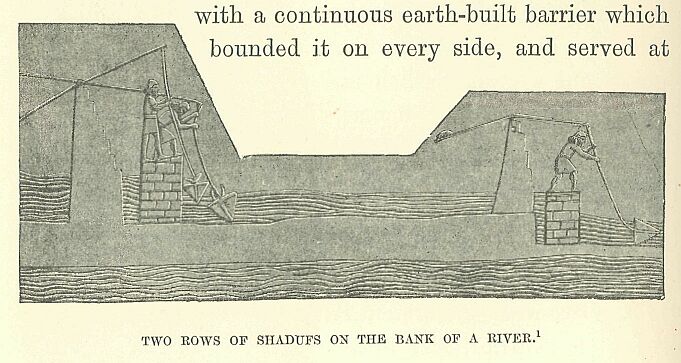 with a continuous earth-built barrier which
bounded it on every side, and served at
TWO ROWS OF SHADUFS ON THE BANK OF A RIVER.¹